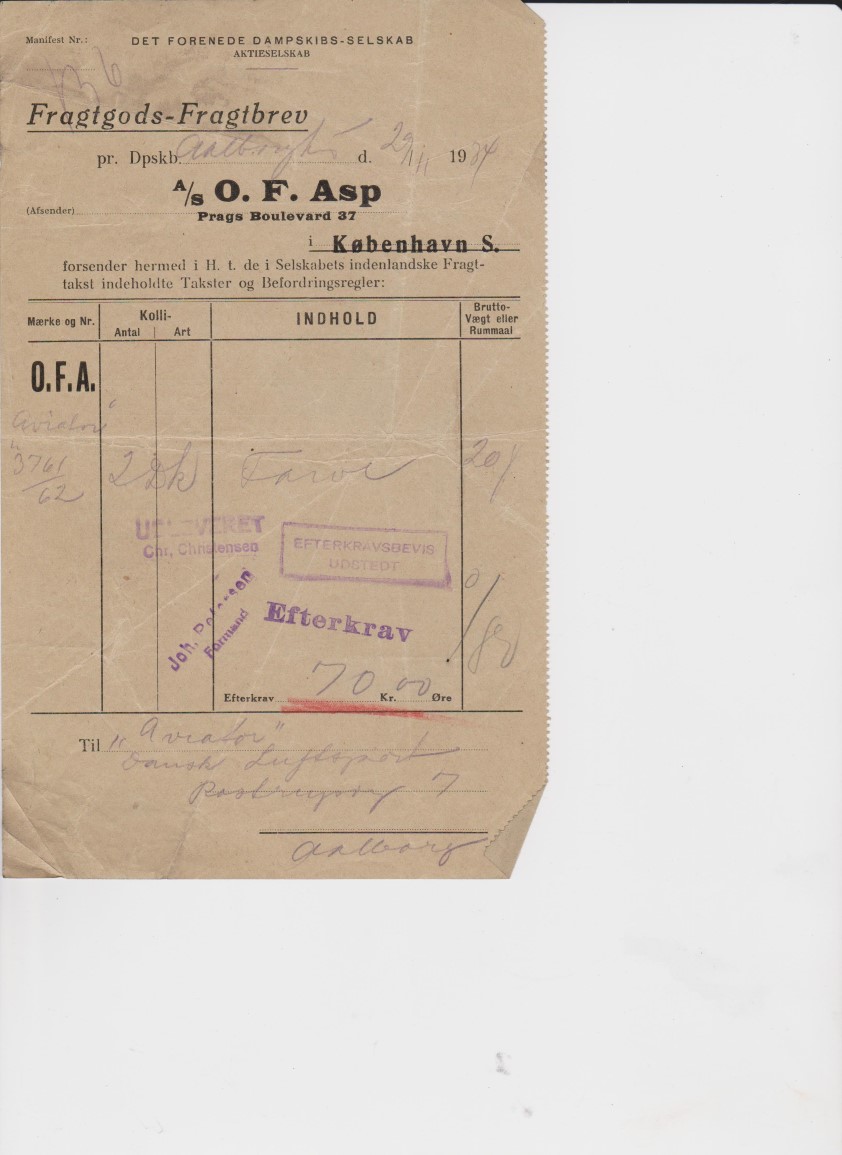 Manifest Nr.:
DET FORENEDE DAMPSKIBS-SELSKAB
AKTIESELSKAB
Fragtgods-Fragtbrev
pr. Dpskb. Aalborghus d. 29/11 1934
A/S O. F. Asp
(Afsender)
Prags Boulevard 37
i København S.
forsender hermed i H. t. de i Selskabets indenlandske Fragt-
takst indeholdte Takster og Befordringsregler:
Mærke og Nr. Kolli- Antal Art INDHOLD Brutto-Vægt eller Rummaal
O.F.A.
"Aviator"
3761/62 2 Dk Farve 20
UDLEVERET
Chr. Christensen
EFTERKRAVSBEVIS
UDSTEDT
Joh. Petersen
Formand
Efterkrav
Efterkrav 70 00 Kr. Øre
Til "Aviator"
Dansk Luftsport
7
Aalborg